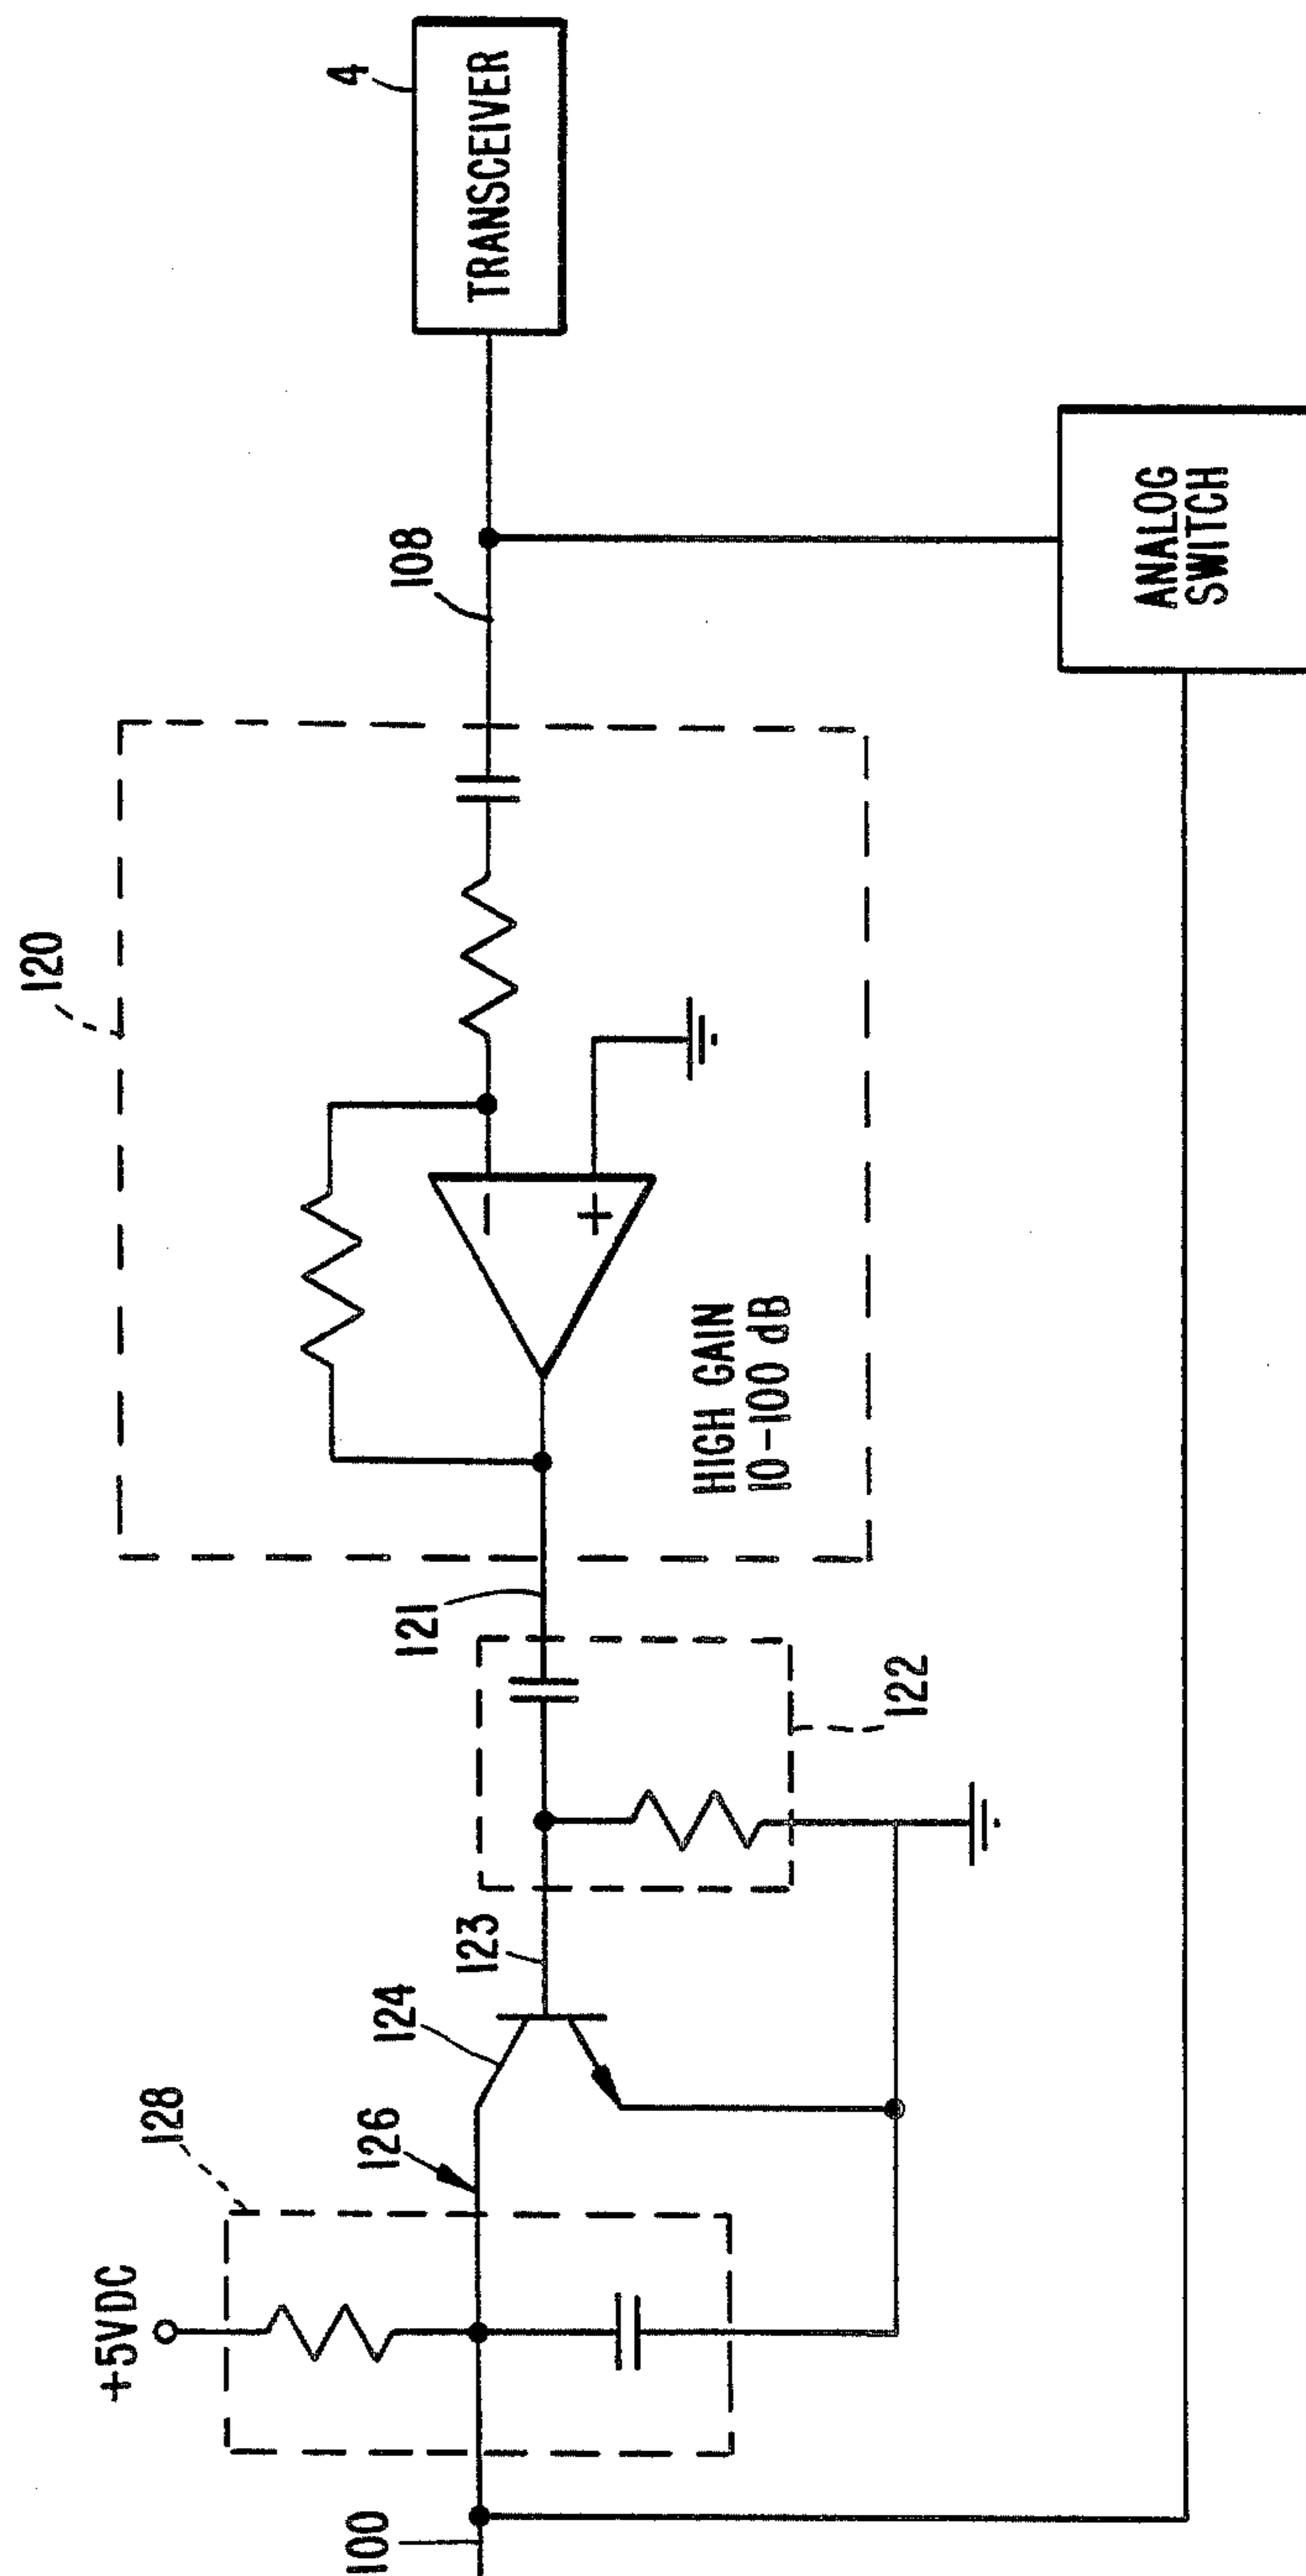 4
TRANSCEIVER
108
120
HIGH GAIN
10-100 dB
ANALOG
SWITCH
121
122
123
124
126
128
+5VDC
100